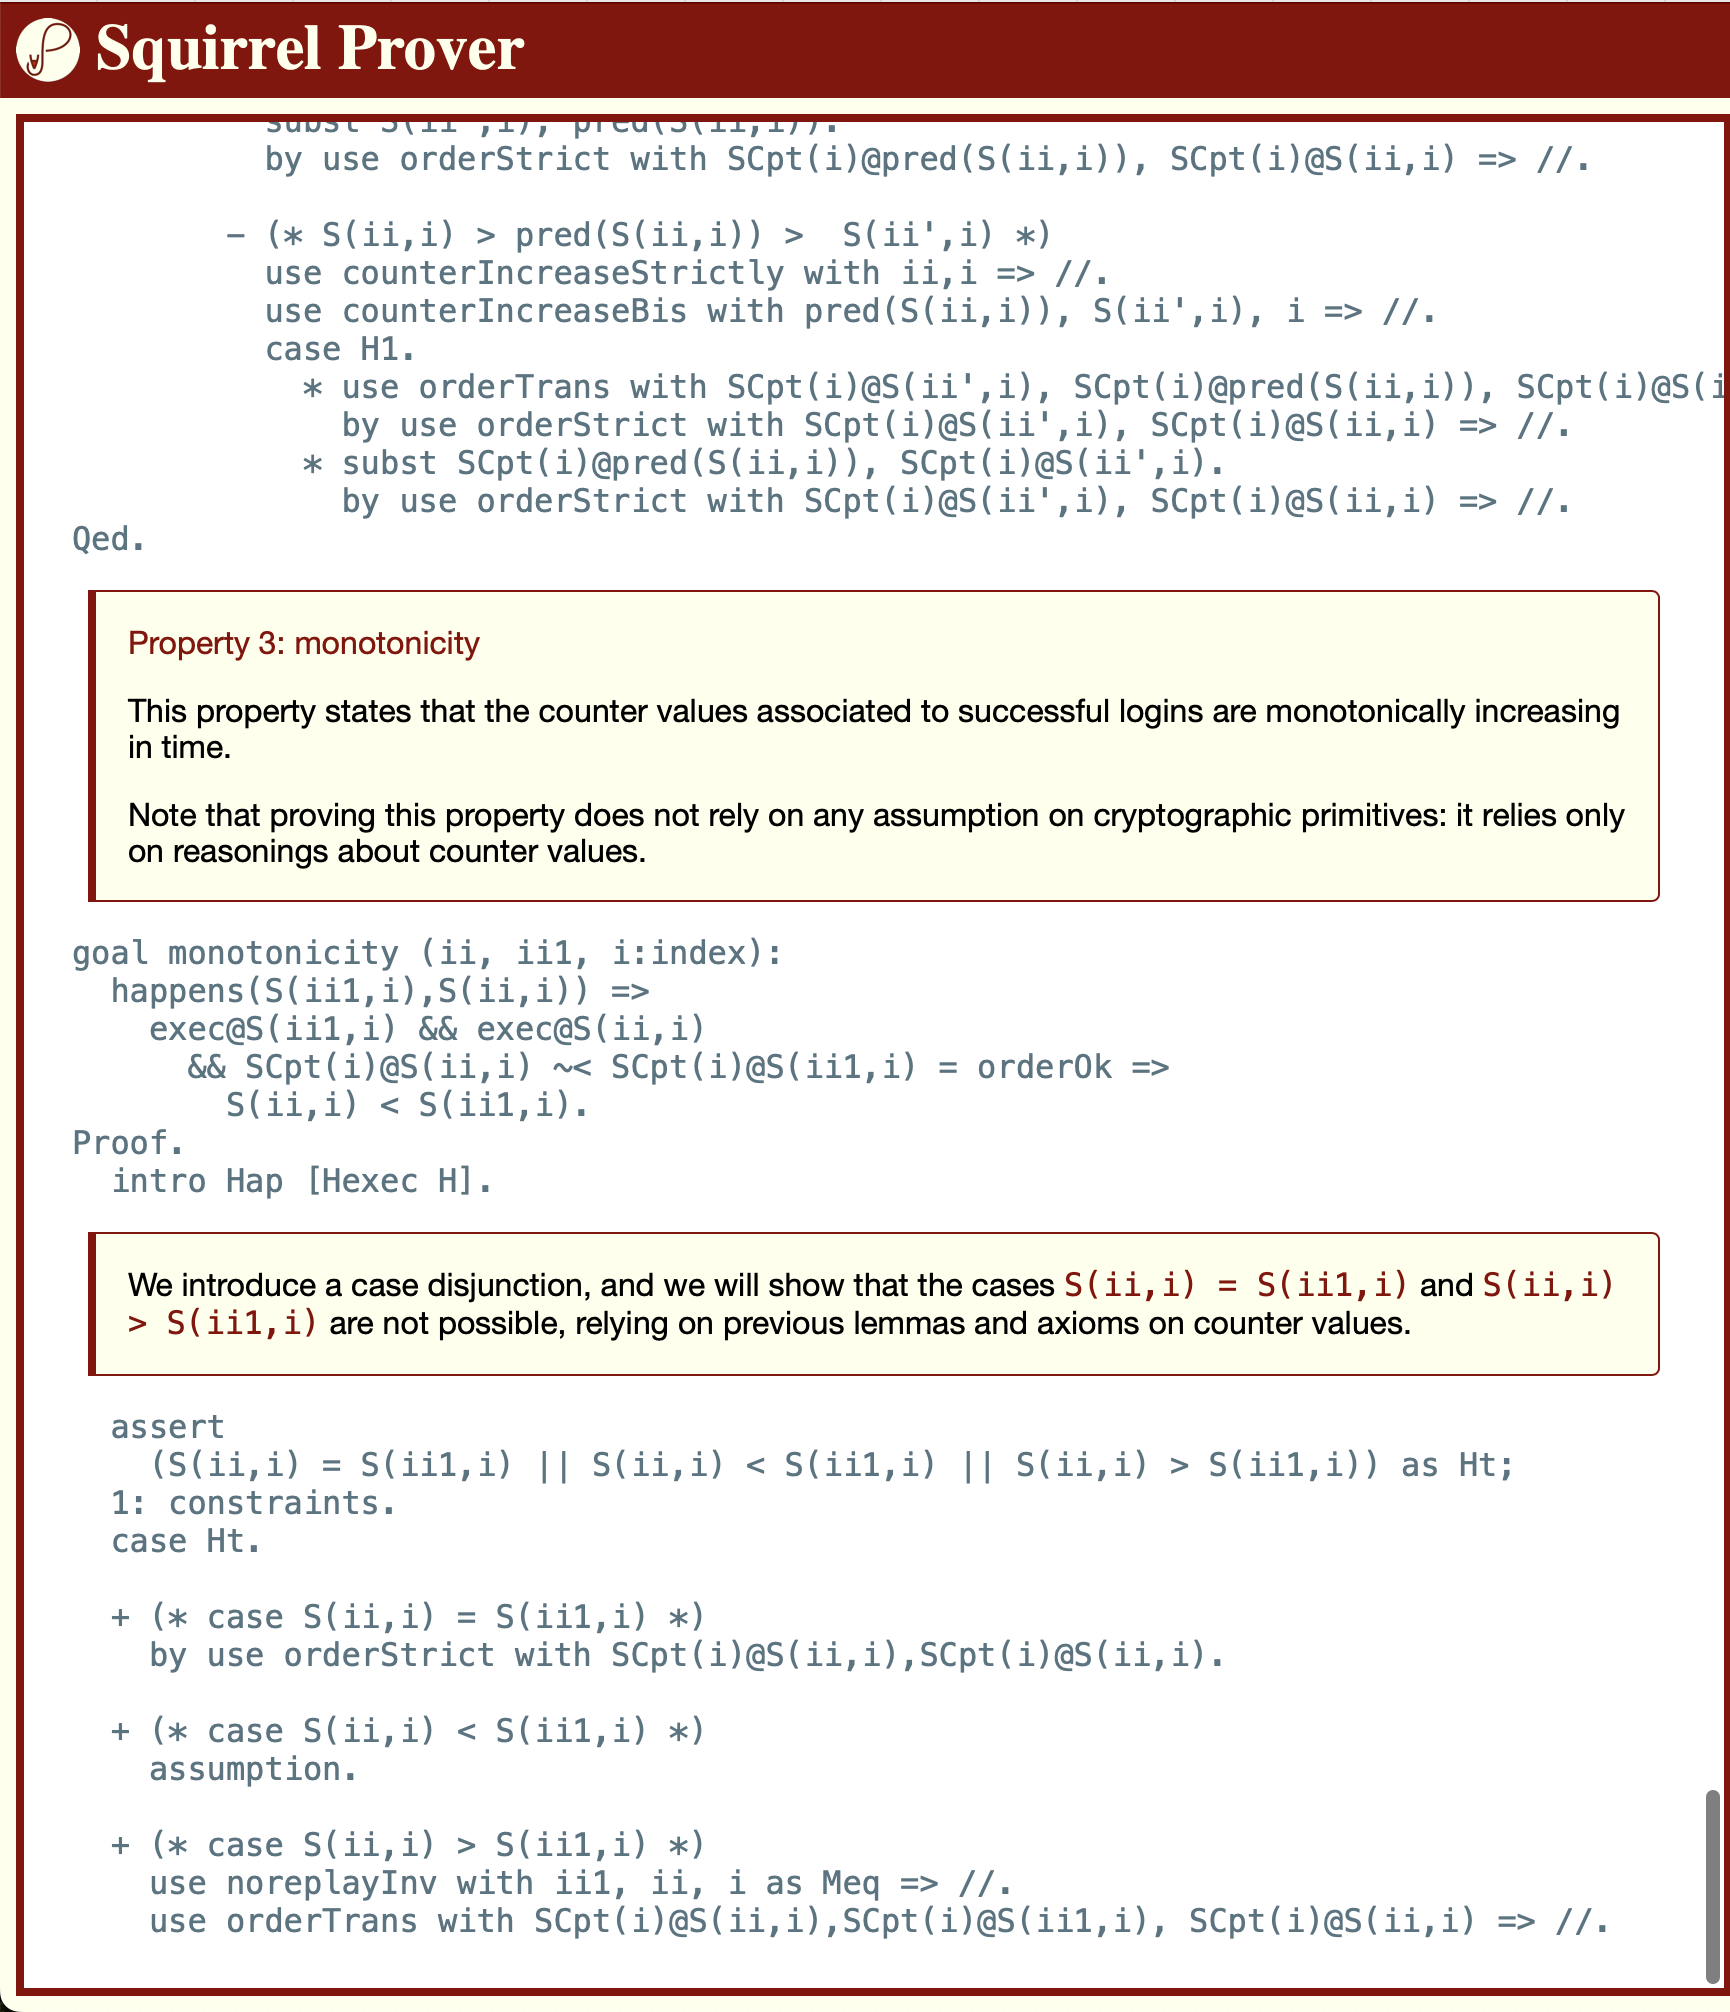 Squirrel Prover
subst S(ii',i), pred(S(ii,i)).
by use orderStrict with SCpt(i)@pred(S(ii,i)), SCpt(i)@S(ii,i) => //.
- (* S(ii,i) > pred(S(ii,i)) >  S(ii',i) *)
use counterIncreaseStrictly with ii,i => //.
use counterIncreaseBis with pred(S(ii,i)), S(ii',i), i => //.
case H1.
* use orderTrans with SCpt(i)@S(ii',i), SCpt(i)@pred(S(ii,i)), SCpt(i)@S(i
by use orderStrict with SCpt(i)@S(ii',i), SCpt(i)@S(ii,i) => //.
* subst SCpt(i)@pred(S(ii,i)), SCpt(i)@S(ii',i).
by use orderStrict with SCpt(i)@S(ii',i), SCpt(i)@S(ii,i) => //.
Qed.
Property 3: monotonicity
This property states that the counter values associated to successful logins are monotonically increasing
in time.
Note that proving this property does not rely on any assumption on cryptographic primitives: it relies only
on reasonings about counter values.
goal monotonicity (ii, ii1, i:index):
happens(S(ii1,i),S(ii,i)) =>
exec@S(ii1,i) && exec@S(ii,i)
&& SCpt(i)@S(ii,i) ~< SCpt(i)@S(ii1,i) = orderOk =>
S(ii,i) < S(ii1,i).
Proof.
intro Hap [Hexec H].
We introduce a case disjunction, and we will show that the cases S(ii,i) = S(ii1,i) and S(ii,i)
> S(ii1,i) are not possible, relying on previous lemmas and axioms on counter values.
assert
(S(ii,i) = S(ii1,i) || S(ii,i) < S(ii1,i) || S(ii,i) > S(ii1,i)) as Ht;
1: constraints.
case Ht.
+ (* case S(ii,i) = S(ii1,i) *)
by use orderStrict with SCpt(i)@S(ii,i),SCpt(i)@S(ii,i).
+ (* case S(ii,i) < S(ii1,i) *)
assumption.
+ (* case S(ii,i) > S(ii1,i) *)
use noreplayInv with ii1, ii, i as Meq => //.
use orderTrans with SCpt(i)@S(ii,i),SCpt(i)@S(ii1,i), SCpt(i)@S(ii,i) => //.